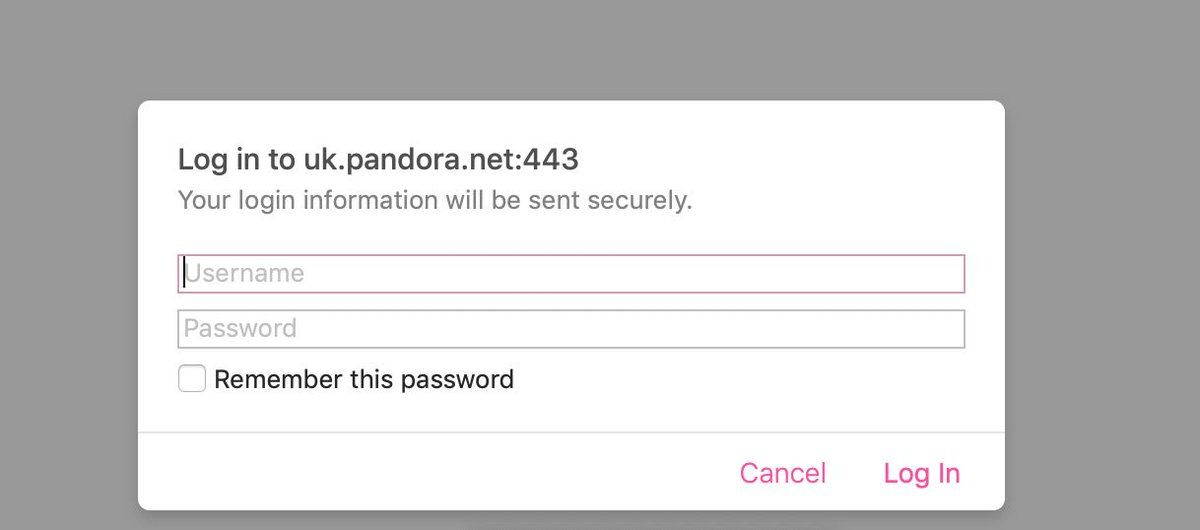 Log in to uk.pandora.net:443
Your login information will be sent securely.
Username
Password
Remember this password
Cancel Log In